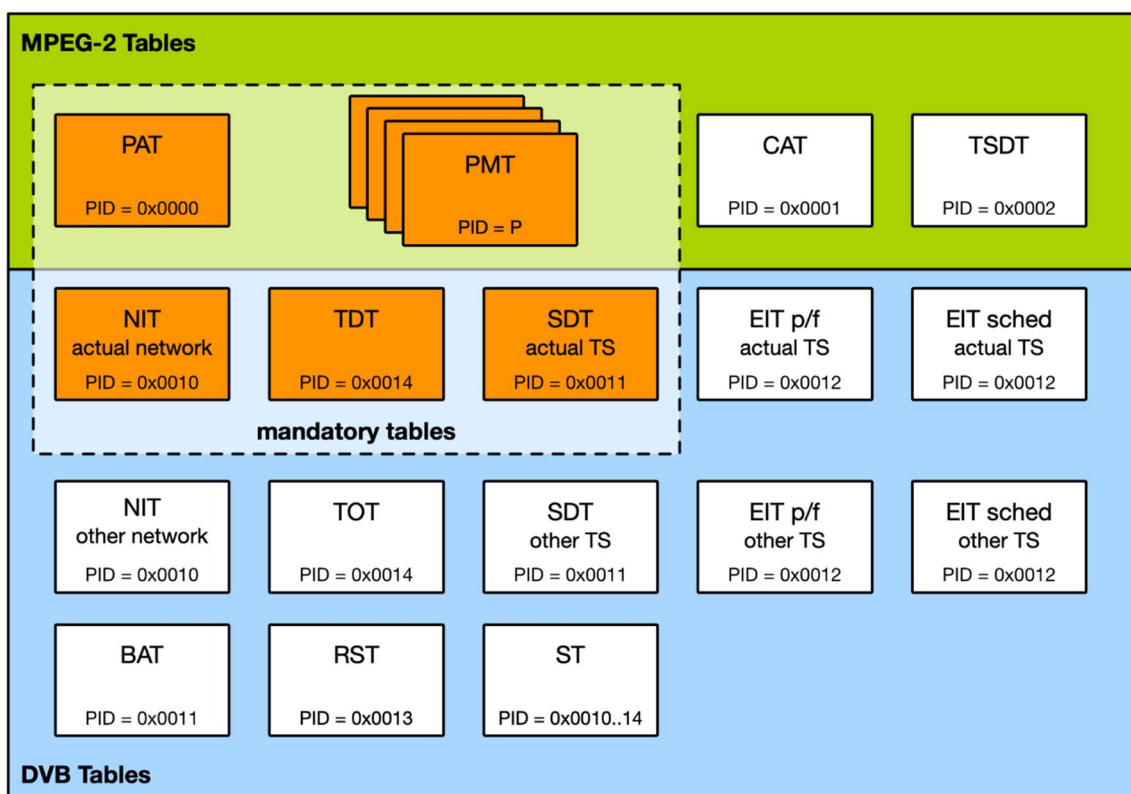 MPEG-2 Tables
PAT
PID = 0x0000
PMT
PID = P
CAT
PID = 0x0001
TSDT
PID = 0x0002
NIT
actual network
PID = 0x0010
TDT
PID = 0x0014
SDT
actual TS
PID = 0x0011
EIT p/f
actual TS
PID = 0x0012
EIT sched
actual TS
PID = 0x0012
mandatory tables
NIT
other network
PID = 0x0010
TOT
PID = 0x0014
SDT
other TS
PID = 0x0011
EIT p/f
other TS
PID = 0x0012
EIT sched
other TS
PID = 0x0012
BAT
PID = 0x0011
RST
PID = 0x0013
ST
PID = 0x0010..14
DVB Tables